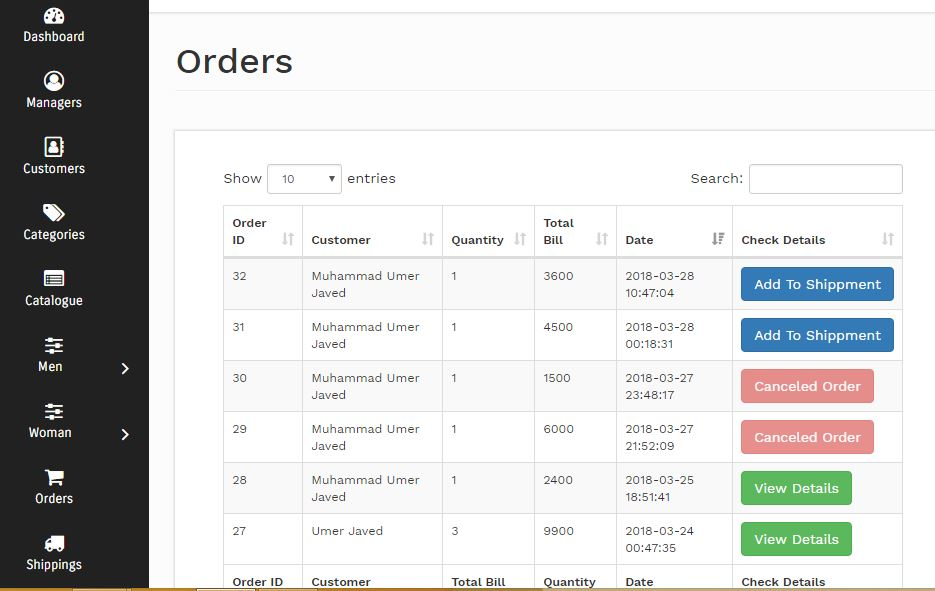 Dashboard
Managers
Customers
Categories
Catalogue
Men
Woman
Orders
Shippings
Orders
Show 10 entries Search:
Order ID Customer Quantity Total Bill Date Check Details
32 Muhammad Umer Javed 1 3600 2018-03-28 10:47:04 Add To Shippment
31 Muhammad Umer Javed 1 4500 2018-03-28 00:18:31 Add To Shippment
30 Muhammad Umer Javed 1 1500 2018-03-27 23:48:17 Canceled Order
29 Muhammad Umer Javed 1 6000 2018-03-27 21:52:09 Canceled Order
28 Muhammad Umer Javed 1 2400 2018-03-25 18:51:41 View Details
27 Umer Javed 3 9900 2018-03-24 00:47:35 View Details
Order ID Customer Total Bill Quantity Date Check Details